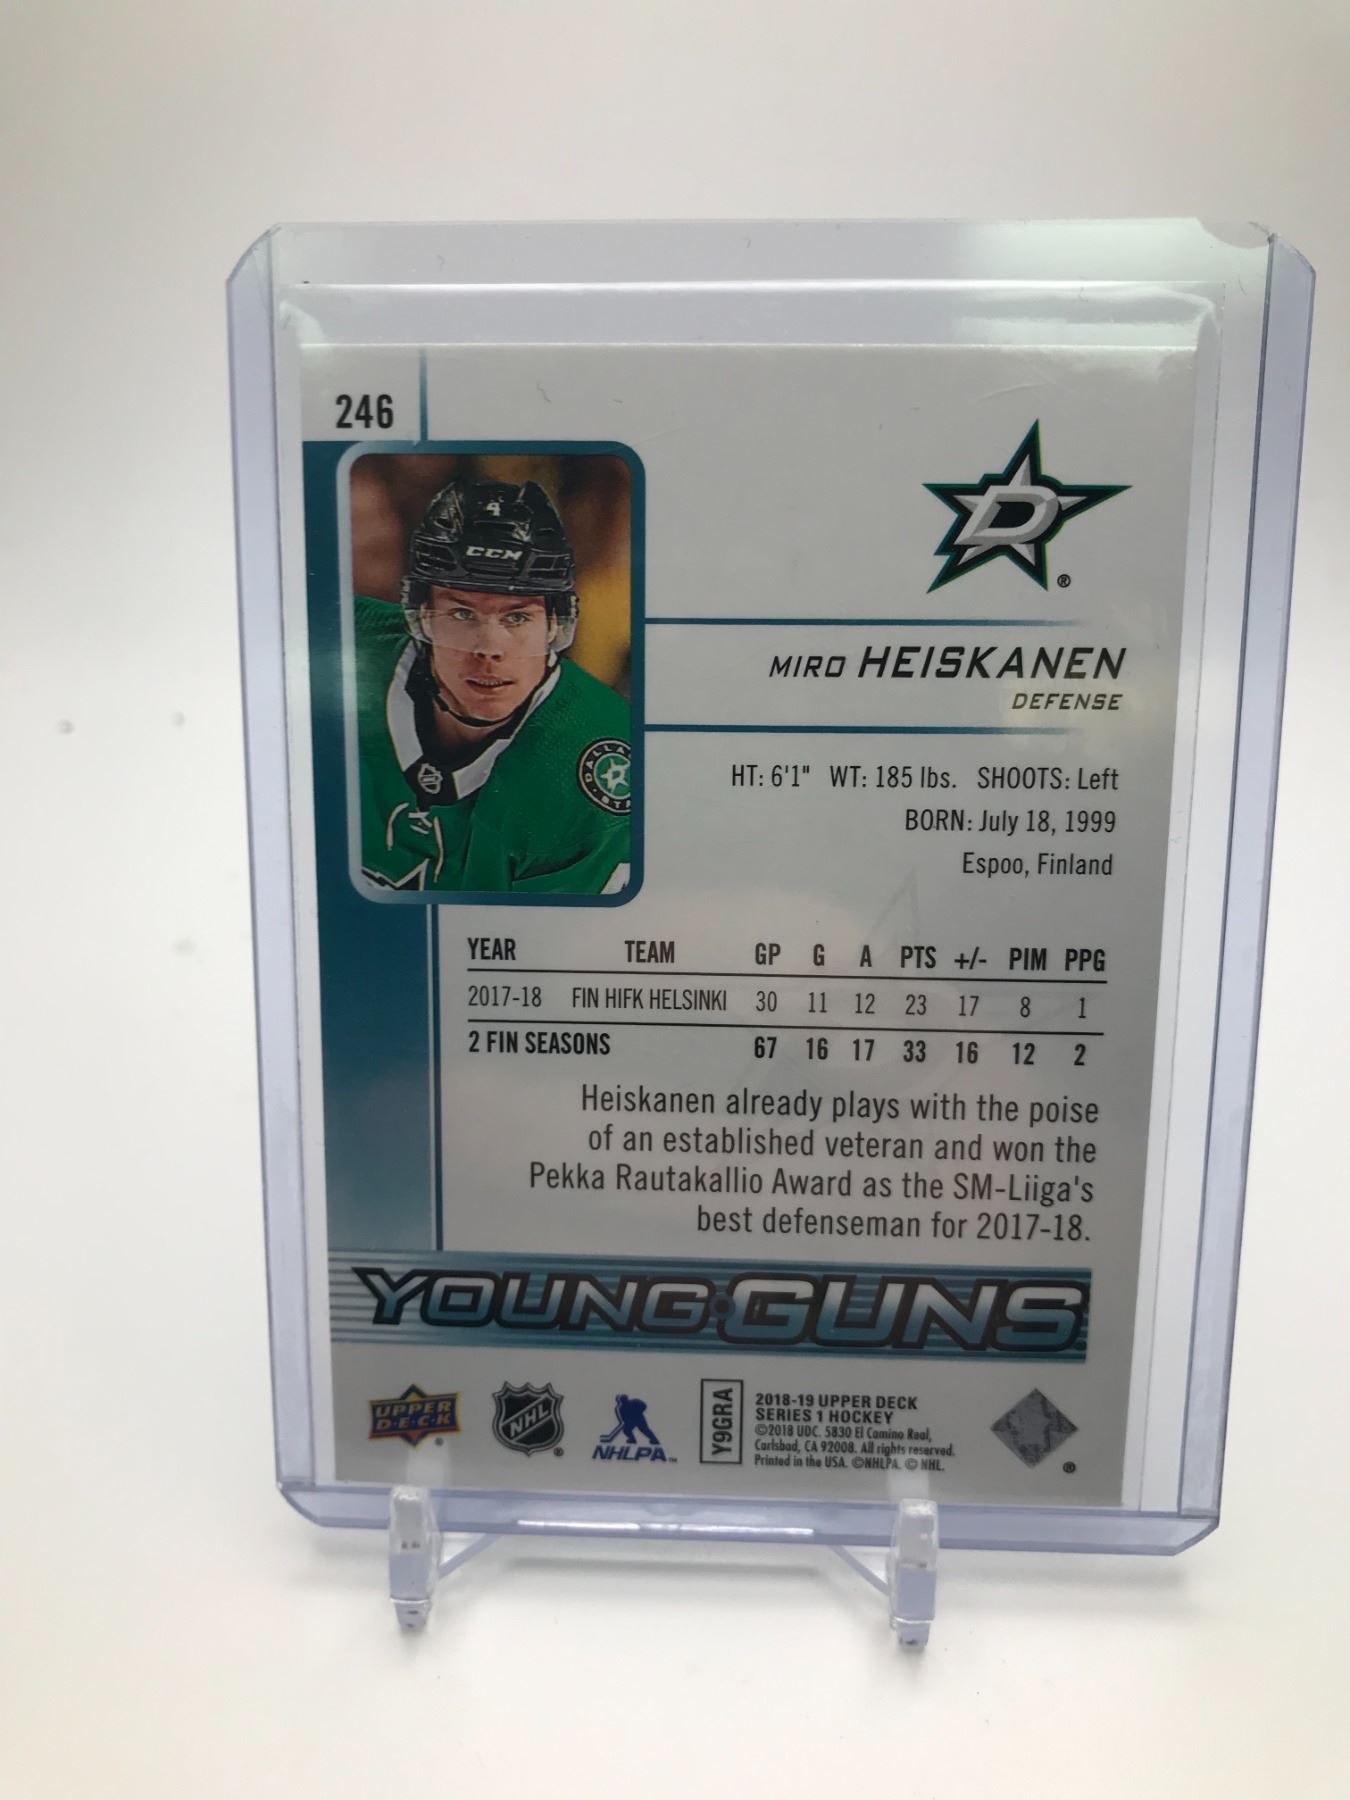 246
4
CCM
D
®
MIRO HEISKANEN
DEFENSE
DALLAS STARS
HT: 6'1" WT: 185 lbs. SHOOTS: Left
BORN: July 18, 1999
Espoo, Finland
YEAR TEAM GP G A PTS +/- PIM PPG
2017-18 FIN HIFK HELSINKI 30 11 12 23 17 8 1
2 FIN SEASONS 67 16 17 33 16 12 2
Heiskanen already plays with the poise
of an established veteran and won the
Pekka Rautakallio Award as the SM-Liiga's
best defenseman for 2017-18.
YOUNG•GUNS
UPPER
D•E•C•K
®
NHL
®
NHLPA™
Y9GRA
2018-19 UPPER DECK
SERIES 1 HOCKEY
©2018 UDC. 5830 El Camino Real,
Carlsbad, CA 92008. All rights reserved.
Printed in the USA. ©NHLPA. © NHL.
®